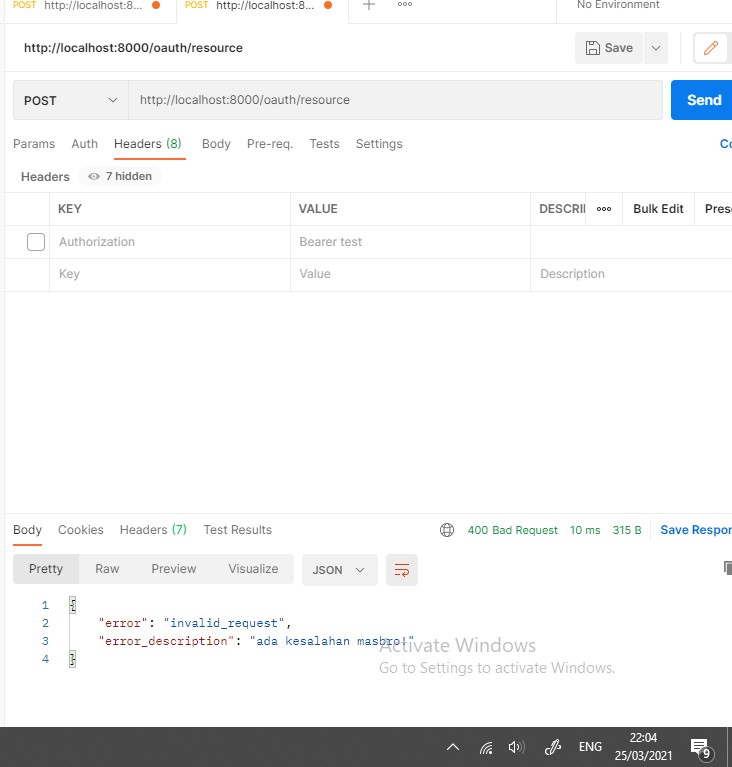 POST http://localhost:8... POST http://localhost:8... No Environment
http://localhost:8000/oauth/resource Save
POST http://localhost:8000/oauth/resource Send
Params Auth Headers (8) Body Pre-req. Tests Settings Co
Headers 7 hidden
KEY VALUE DESCRI Bulk Edit Pres
Authorization Bearer test
Key Value Description
Body Cookies Headers (7) Test Results 400 Bad Request 10 ms 315 B Save Respon
Pretty Raw Preview Visualize JSON
1 {
2 "error": "invalid_request",
3 "error_description": "ada kesalahan masbro!"
4 }
Activate Windows
Go to Settings to activate Windows.
ENG 22:04
25/03/2021 9